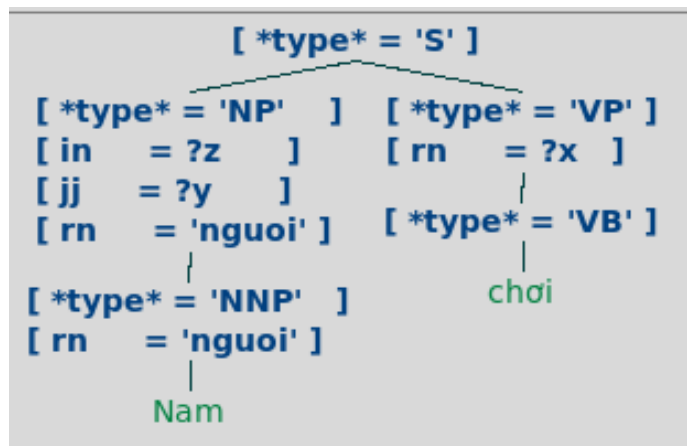 [ *type* = 'S' ]
[ *type* = 'NP' ]
[ in = ?z ]
[ jj = ?y ]
[ rn = 'nguoi' ]
[ *type* = 'VP' ]
[ rn = ?x ]
[ *type* = 'VB' ]
chơi
[ *type* = 'NNP' ]
[ rn = 'nguoi' ]
Nam